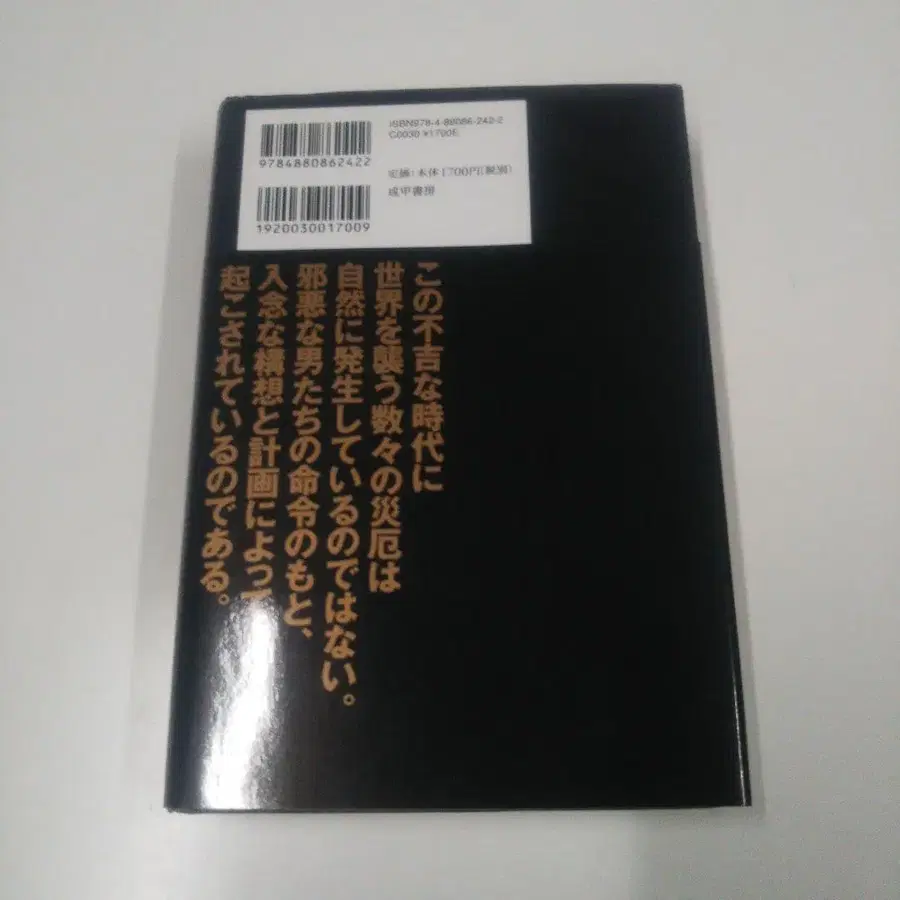 ISBN978-4-88086-242-2
C0030 ¥1700E
9784880862422
定価：本体1700円（税別）
成甲書房
1920030017009
この不吉な時代に
世界を襲う数々の災厄は
自然に発生しているのではない。
邪悪な男たちの命令のもと、
入念な構想と計画によって
起こされているのである。